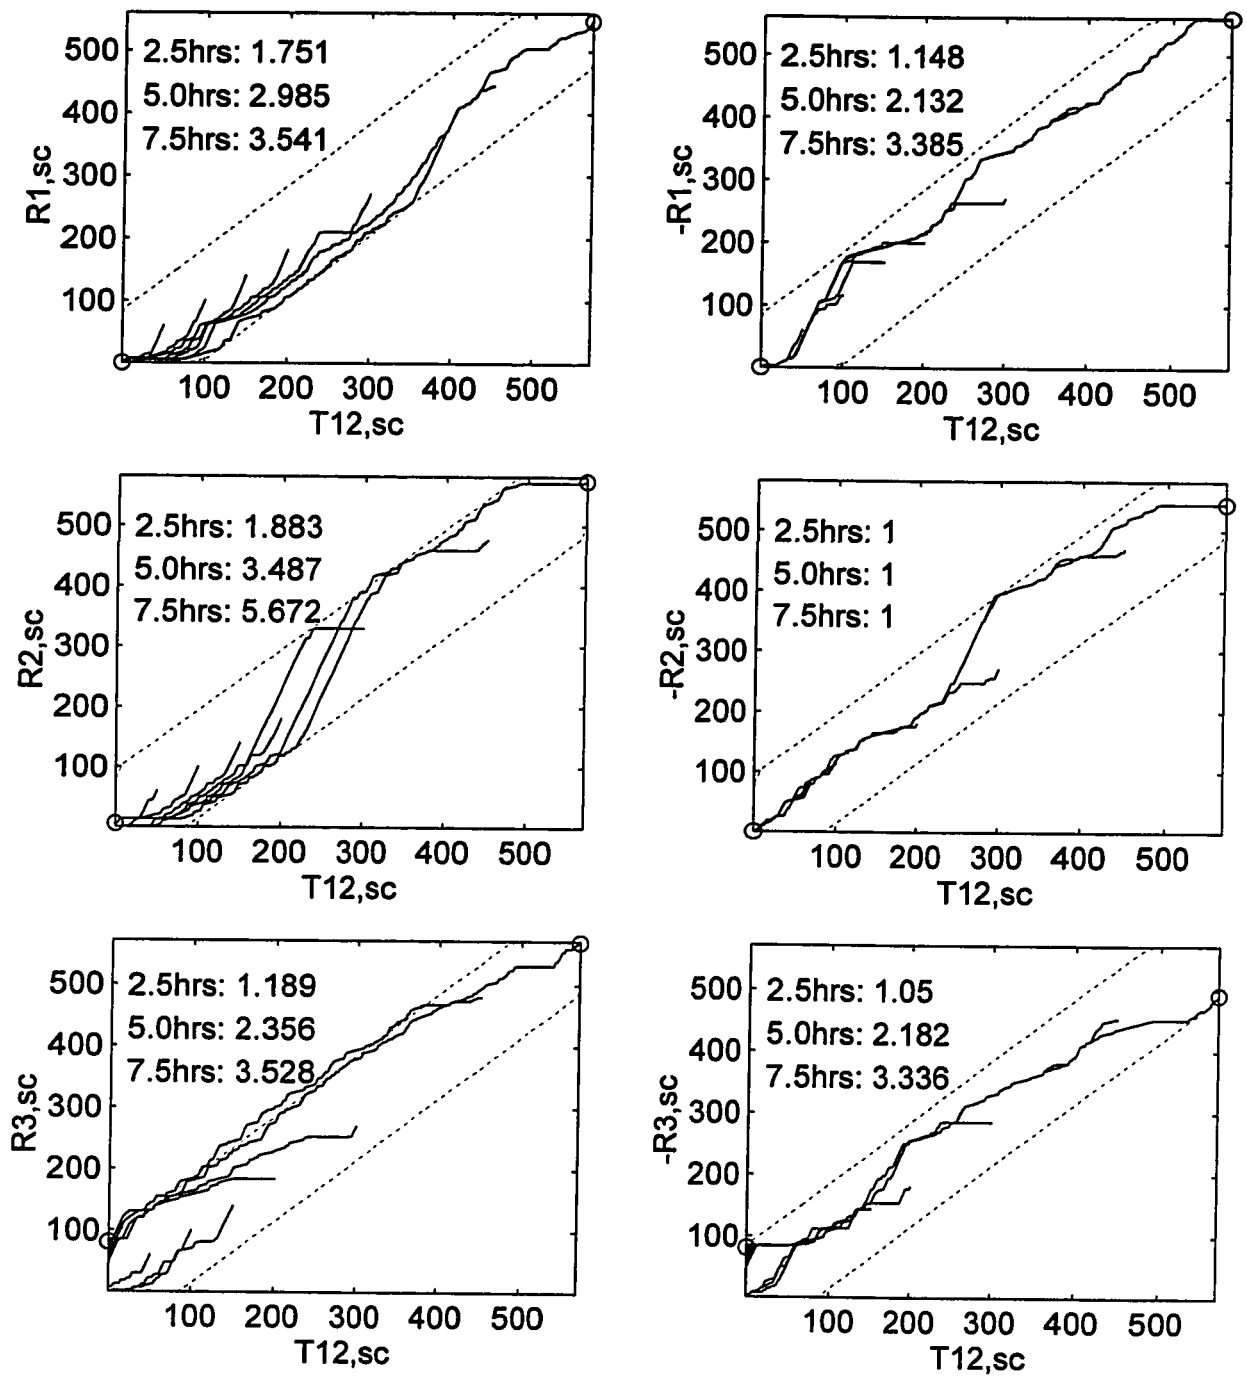 R1,sc
500
400
300
200
100
2.5hrs: 1.751
5.0hrs: 2.985
7.5hrs: 3.541
100 200 300 400 500
T12,sc
-R1,sc
500
400
300
200
100
2.5hrs: 1.148
5.0hrs: 2.132
7.5hrs: 3.385
100 200 300 400 500
T12,sc
R2,sc
500
400
300
200
100
2.5hrs: 1.883
5.0hrs: 3.487
7.5hrs: 5.672
100 200 300 400 500
T12,sc
-R2,sc
500
400
300
200
100
2.5hrs: 1
5.0hrs: 1
7.5hrs: 1
100 200 300 400 500
T12,sc
R3,sc
500
400
300
200
100
2.5hrs: 1.189
5.0hrs: 2.356
7.5hrs: 3.528
100 200 300 400 500
T12,sc
-R3,sc
500
400
300
200
100
2.5hrs: 1.05
5.0hrs: 2.182
7.5hrs: 3.336
100 200 300 400 500
T12,sc